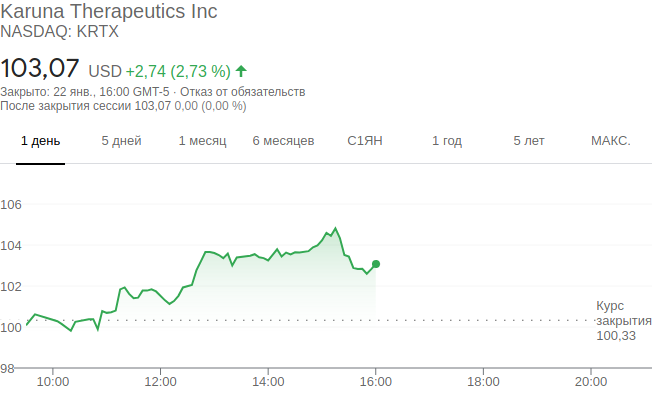 Karuna Therapeutics Inc
NASDAQ: KRTX
103,07 USD +2,74 (2,73 %)
Закрыто: 22 янв., 16:00 GMT-5 · Отказ от обязательств
После закрытия сессии 103,07 0,00 (0,00 %)
1 день 5 дней 1 месяц 6 месяцев С1ЯН 1 год 5 лет МАКС.
106
104
102
100
98
Курс
закрытия
100,33
10:00 12:00 14:00 16:00 18:00 20:00